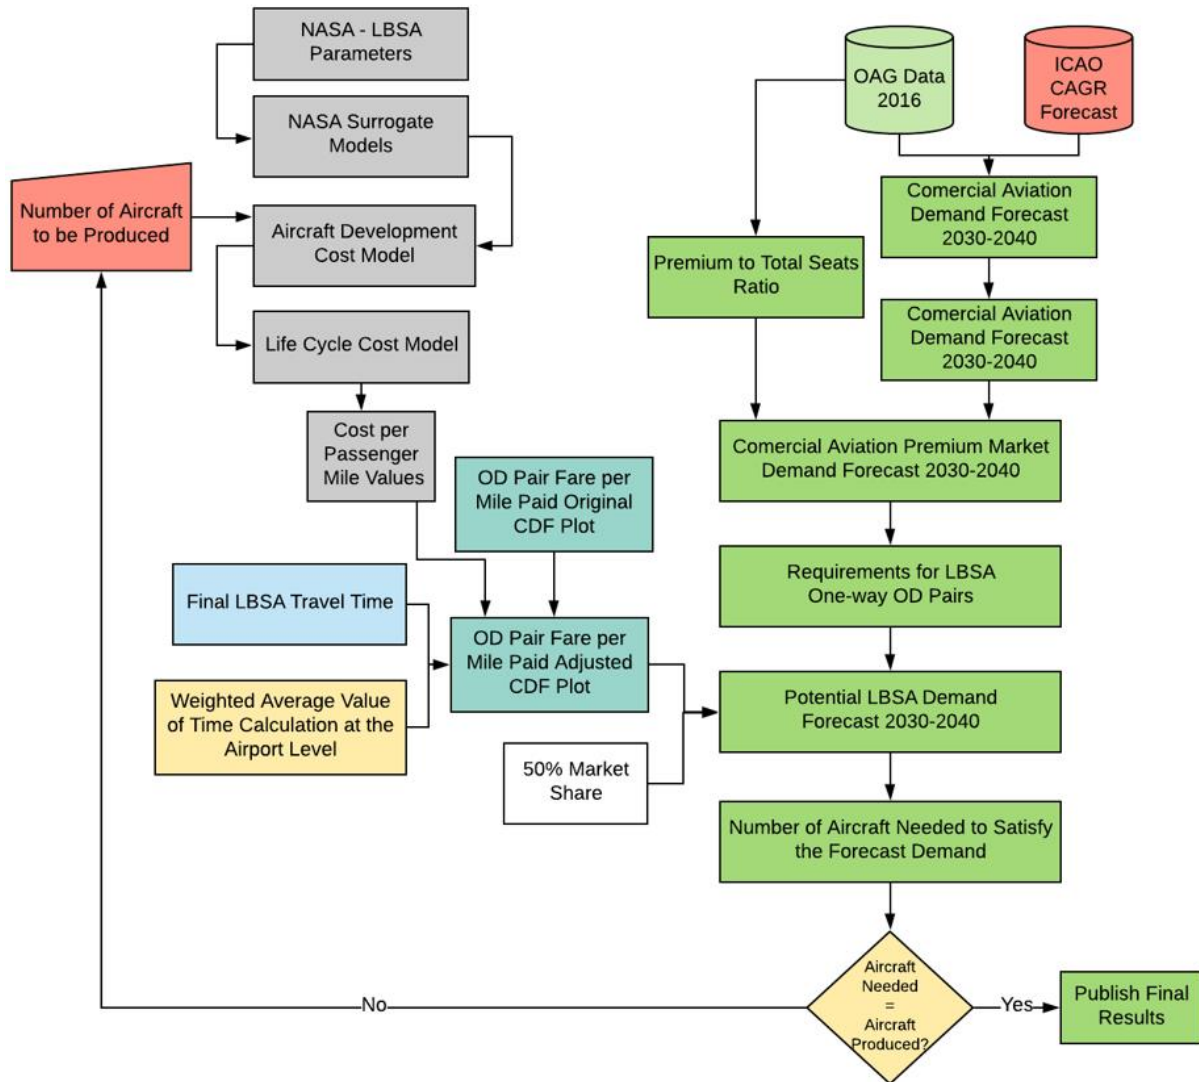 NASA - LBSA
Parameters
NASA Surrogate
Models
Number of Aircraft
to be Produced
Aircraft Development
Cost Model
Life Cycle Cost Model
Cost per
Passenger
Mile Values
OD Pair Fare per
Mile Paid Original
CDF Plot
Final LBSA Travel Time
Weighted Average Value
of Time Calculation at the
Airport Level
OD Pair Fare per
Mile Paid Adjusted
CDF Plot
50% Market
Share
OAG Data
2016
ICAO
CAGR
Forecast
Comercial Aviation
Demand Forecast
2030-2040
Premium to Total Seats
Ratio
Comercial Aviation
Demand Forecast
2030-2040
Comercial Aviation Premium Market
Demand Forecast 2030-2040
Requirements for LBSA
One-way OD Pairs
Potential LBSA Demand
Forecast 2030-2040
Number of Aircraft Needed to Satisfy
the Forecast Demand
Aircraft
Needed
=
Aircraft
Produced?
No
Yes
Publish Final
Results